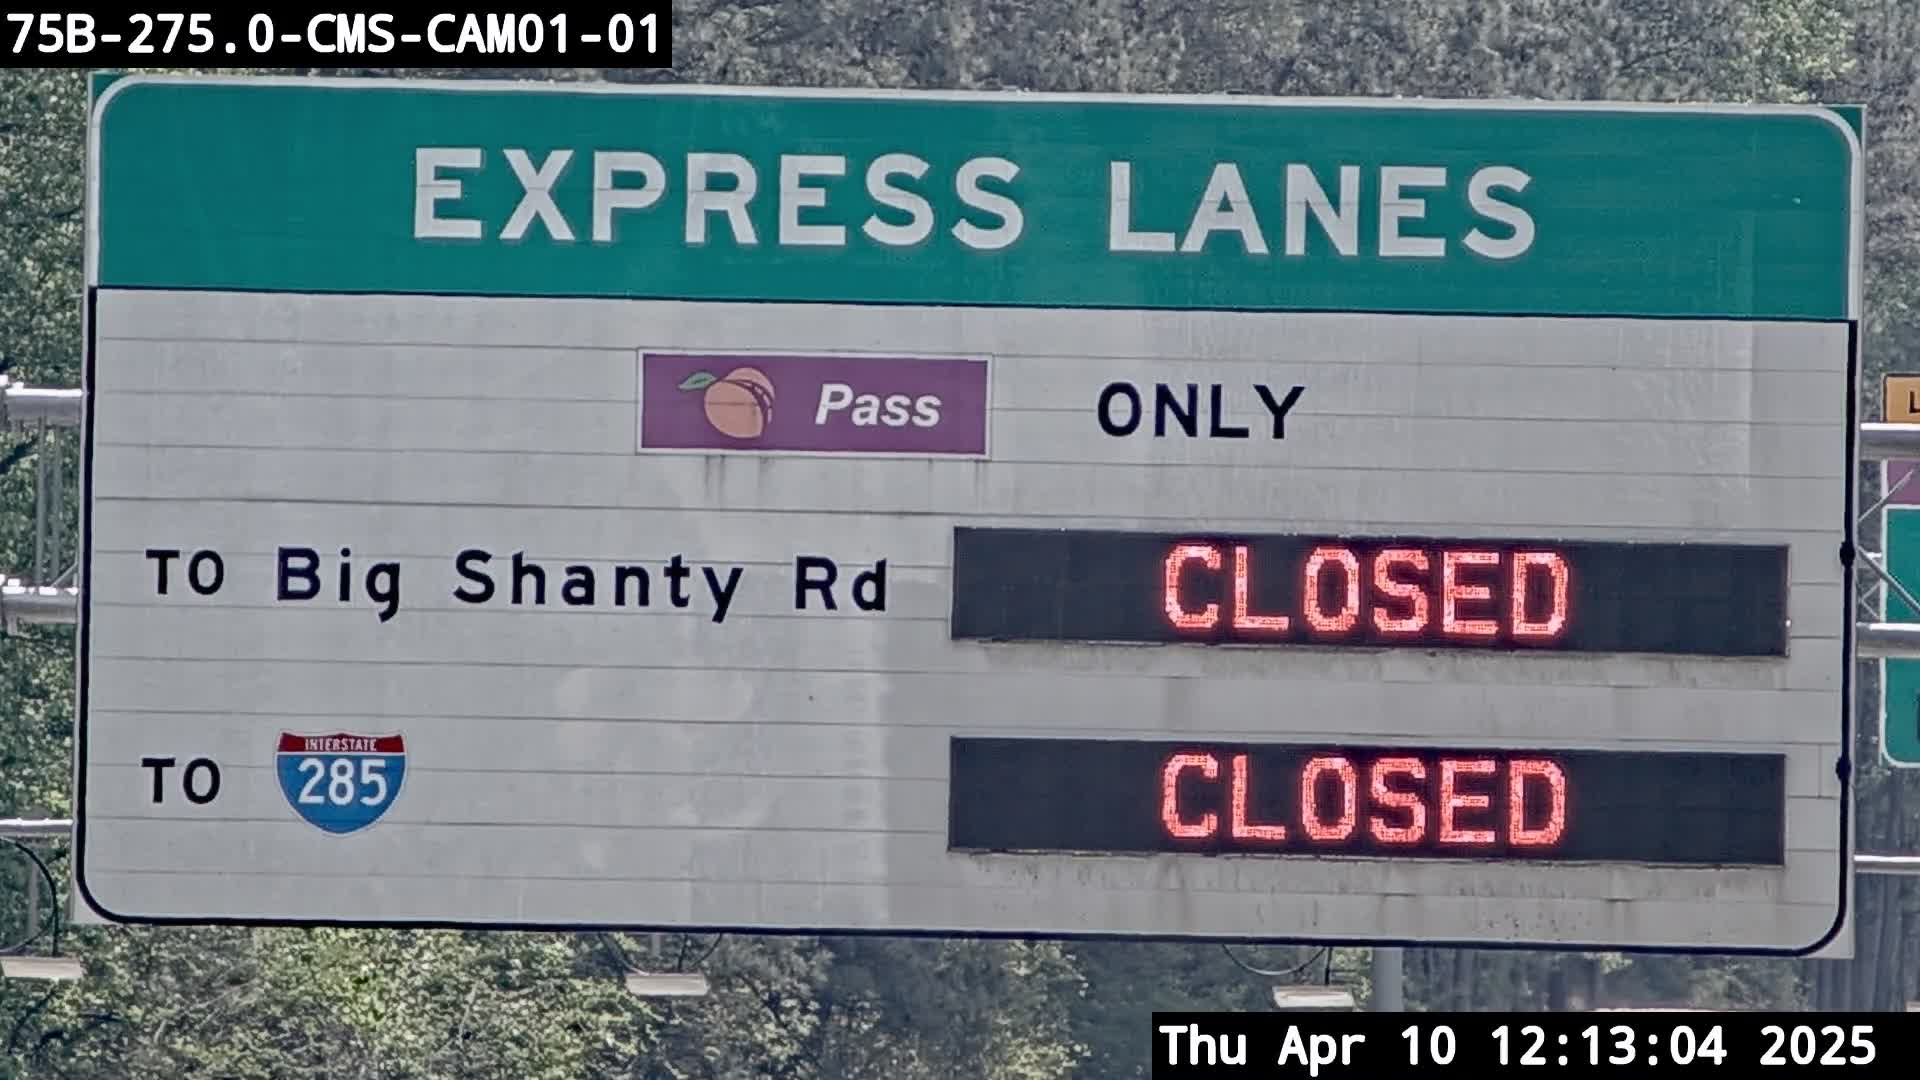 75B-275.0-CMS-CAM01-01
EXPRESS LANES
Pass ONLY
TO Big Shanty Rd CLOSED
TO INTERSTATE 285 CLOSED
Thu Apr 10 12:13:04 2025